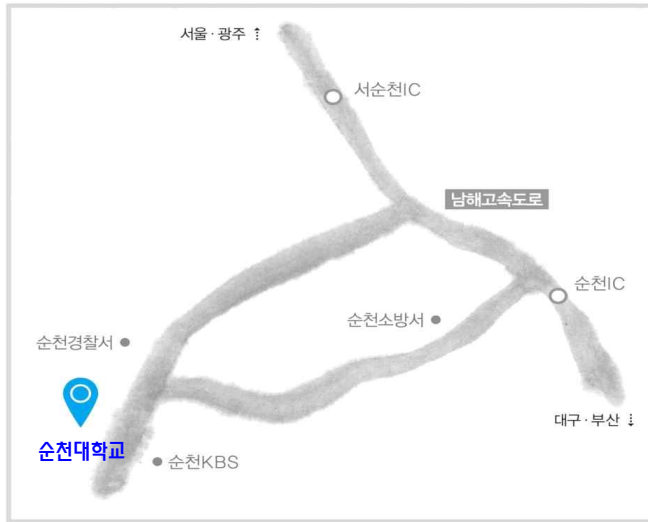 서울·광주 ⇡
서순천IC
남해고속도로
순천IC
순천소방서
순천경찰서
대구·부산 ⇣
순천대학교
순천KBS